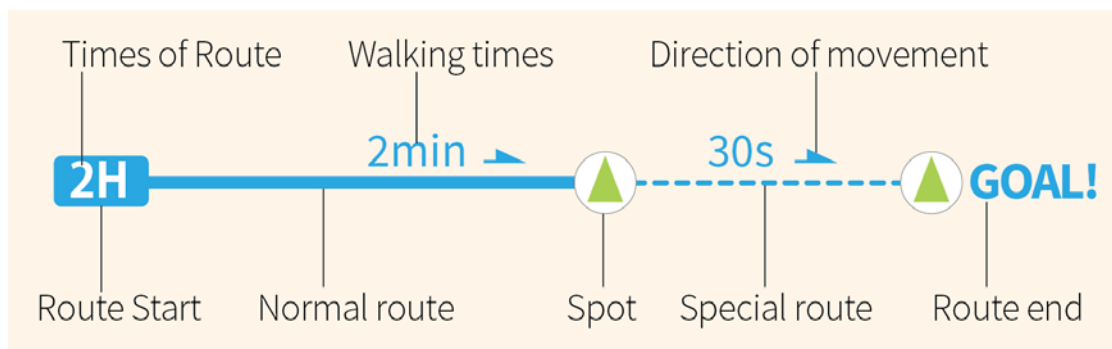 Times of Route Walking times Direction of movement
2min 30s
2H GOAL!
Route Start Normal route Spot Special route Route end